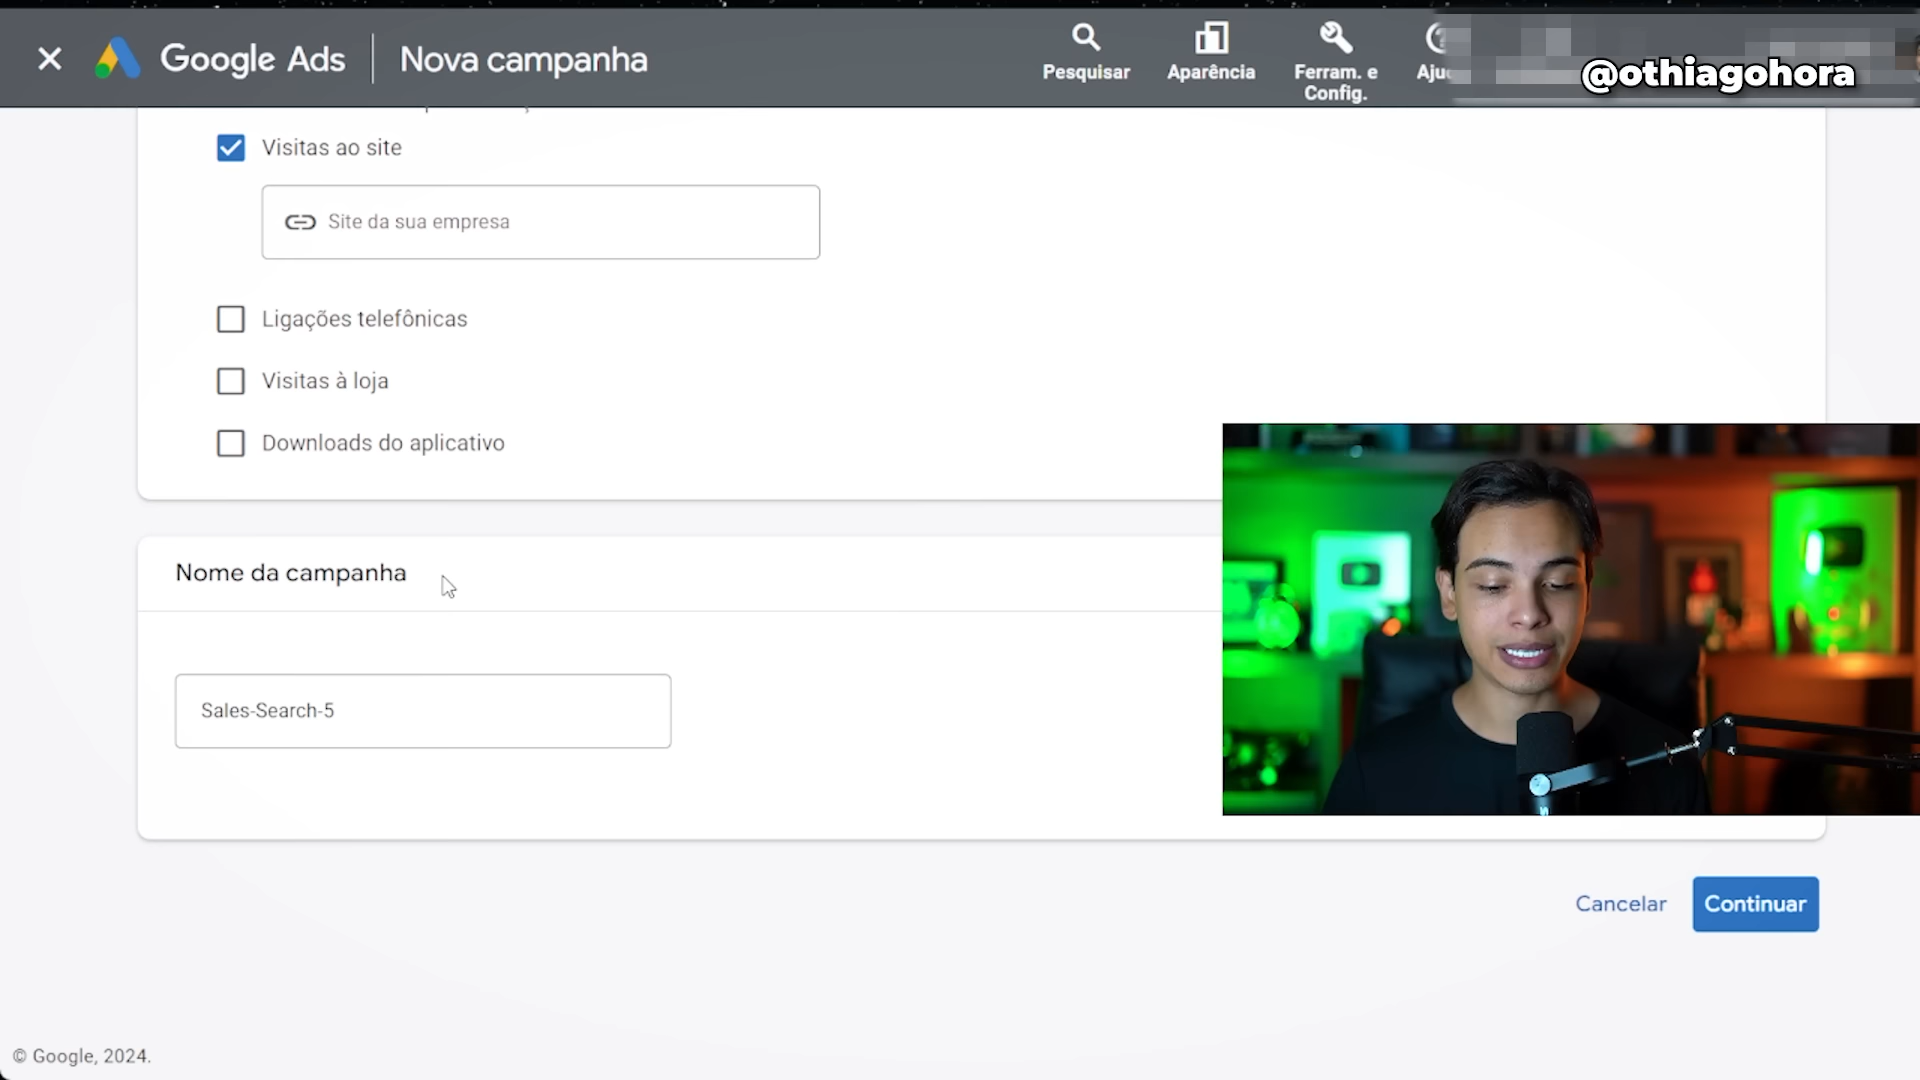 Google Ads
Nova campanha
Pesquisar
Aparência
Ferram. e
Config.
@othiagohora
Visitas ao site
Site da sua empresa
Ligações telefônicas
Visitas à loja
Downloads do aplicativo
Nome da campanha
Sales-Search-5
Cancelar
Continuar
© Google, 2024.